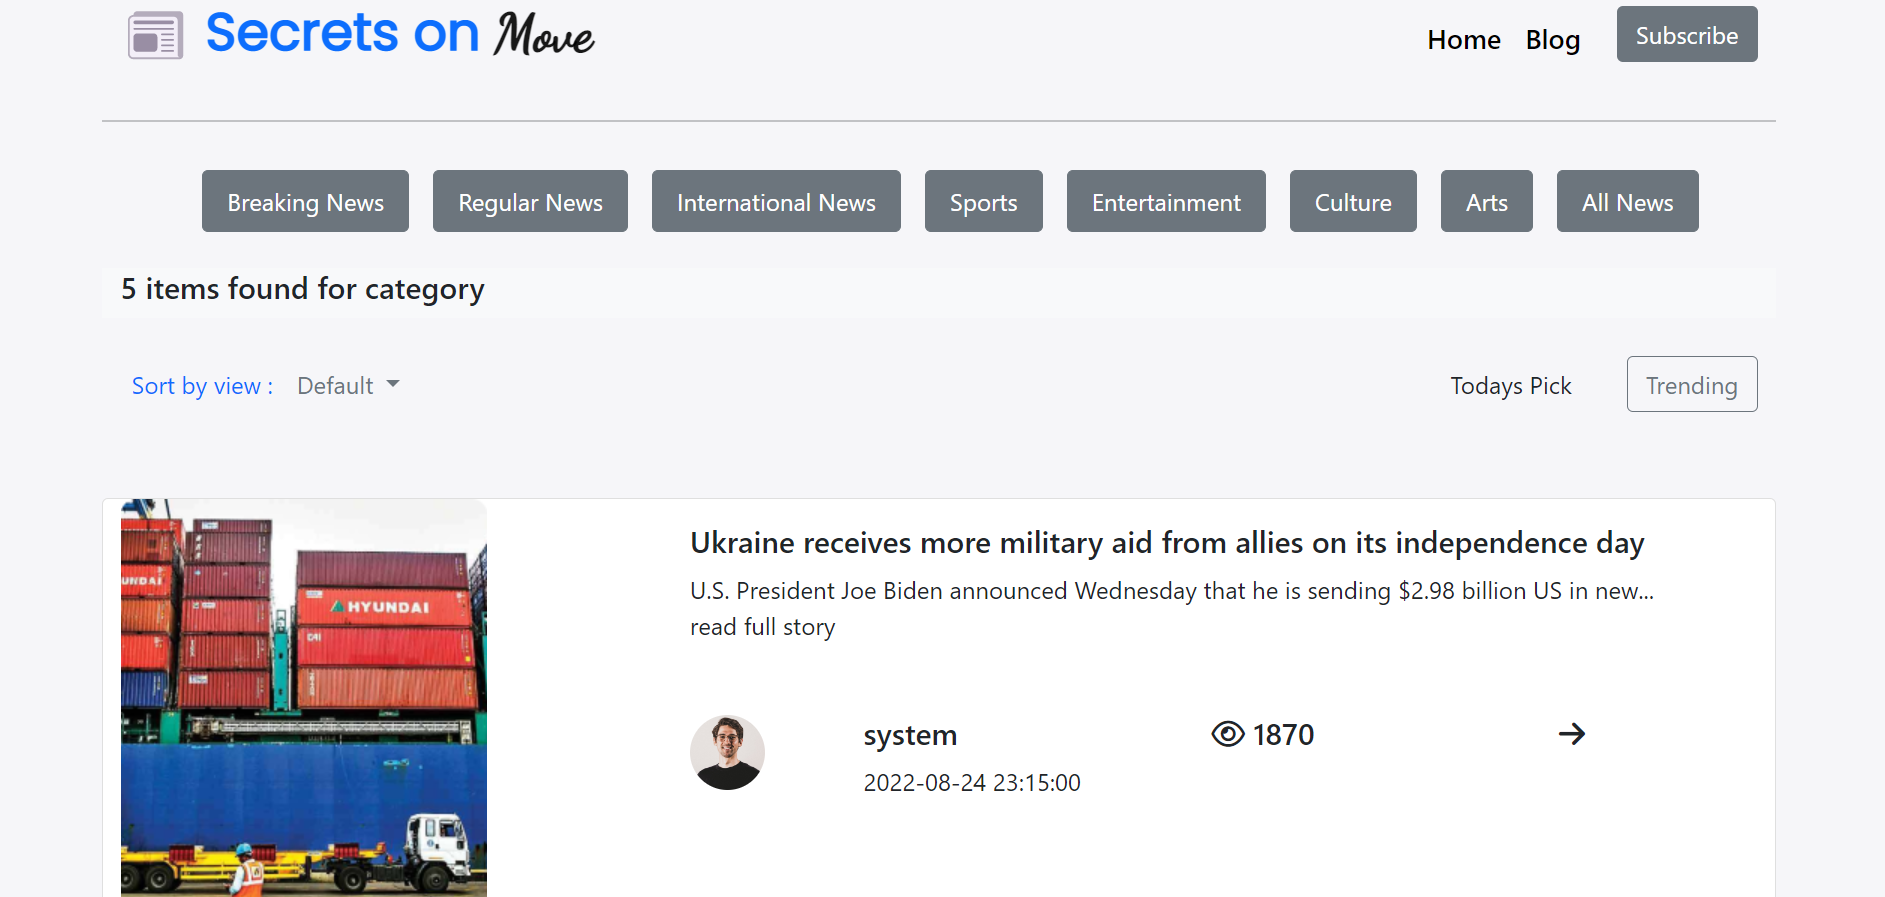 Secrets on Move
Home Blog Subscribe
Breaking News Regular News International News Sports Entertainment Culture Arts All News
5 items found for category
Sort by view : Default
Todays Pick Trending
Ukraine receives more military aid from allies on its independence day
U.S. President Joe Biden announced Wednesday that he is sending $2.98 billion US in new...
read full story
system 1870
2022-08-24 23:15:00
HYUNDAI
UNDAI